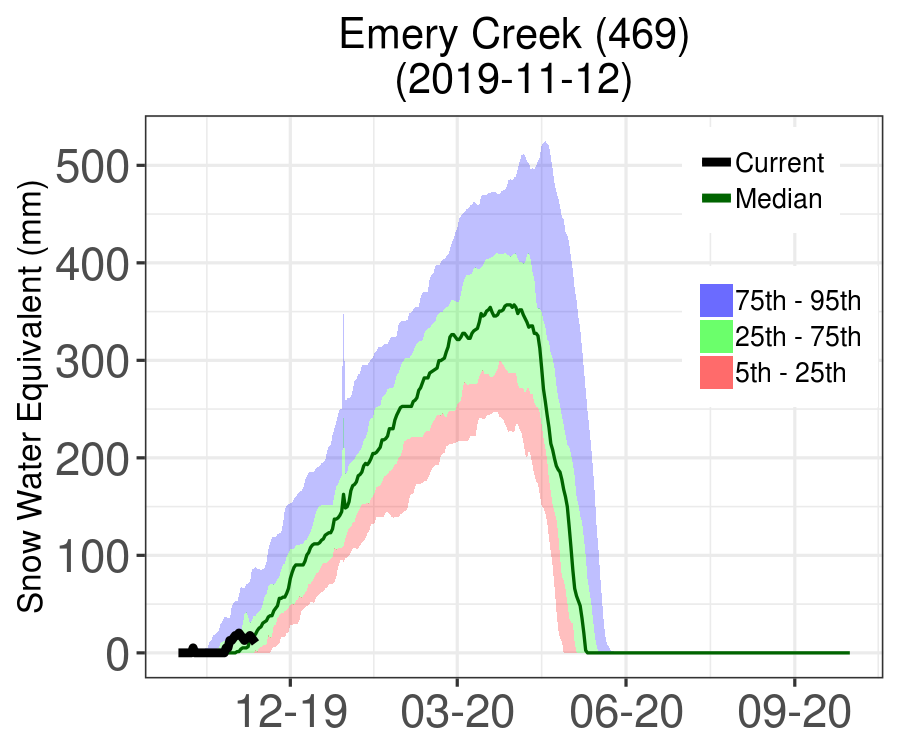 Emery Creek (469)
(2019-11-12)
Snow Water Equivalent (mm)
500
400
300
200
100
0
12-19
03-20
06-20
09-20
Current
Median
75th - 95th
25th - 75th
5th - 25th